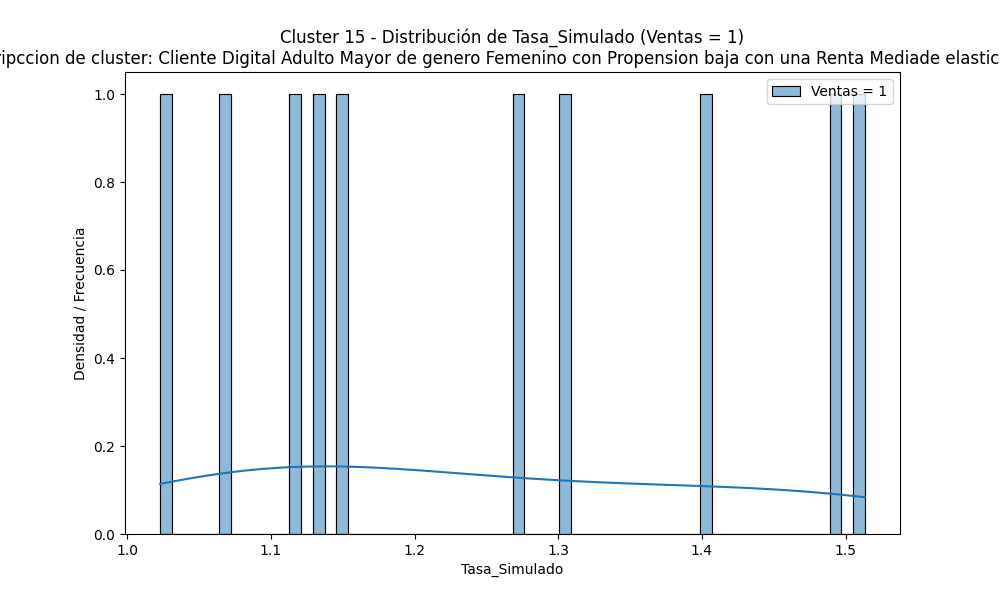 Cluster 15 - Distribución de Tasa_Simulado (Ventas = 1)
ripccion de cluster: Cliente Digital Adulto Mayor de genero Femenino con Propension baja con una Renta Mediade elastic
Ventas = 1
1.0
0.8
0.6
0.4
0.2
0.0
Densidad / Frecuencia
1.0 1.1 1.2 1.3 1.4 1.5
Tasa_Simulado